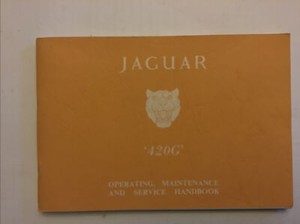 JAGUAR
'420G'
OPERATING, MAINTENANCE
AND SERVICE HANDBOOK